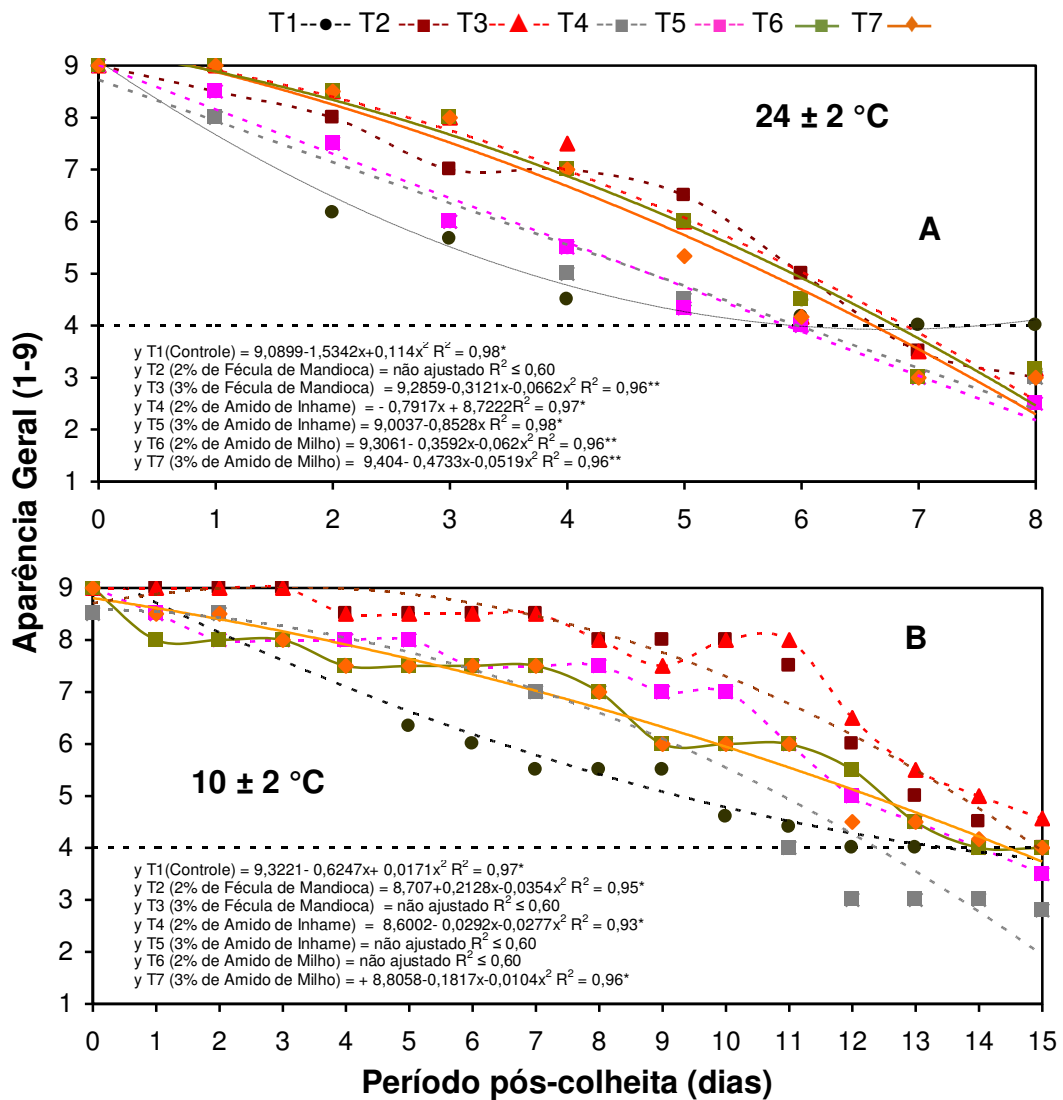 T1 T2 T3 T4 T5 T6 T7
9
8
7
6
5
4
3
2
1
24 ± 2 °C
A
y T1(Controle) = 9,0899-1,5342x+0,114x² R² = 0,98*
y T2 (2% de Fécula de Mandioca) = não ajustado R² ≤ 0,60
y T3 (3% de Fécula de Mandioca) = 9,2859-0,3121x-0,0662x² R² = 0,96**
y T4 (2% de Amido de Inhame) = - 0,7917x + 8,7222R² = 0,97*
y T5 (3% de Amido de Inhame) = 9,0037-0,8528x R² = 0,98*
y T6 (2% de Amido de Milho) = 9,3061- 0,3592x-0,062x² R² = 0,96**
y T7 (3% de Amido de Milho) = 9,404- 0,4733x-0,0519x² R² = 0,96**
0 1 2 3 4 5 6 7 8
Aparência Geral (1-9)
9
8
7
6
5
4
3
2
1
B
10 ± 2 °C
y T1(Controle) = 9,3221- 0,6247x+ 0,0171x² R² = 0,97*
y T2 (2% de Fécula de Mandioca) = 8,707+0,2128x-0,0354x² R² = 0,95*
y T3 (3% de Fécula de Mandioca) = não ajustado R² ≤ 0,60
y T4 (2% de Amido de Inhame) = 8,6002- 0,0292x-0,0277x² R² = 0,93*
y T5 (3% de Amido de Inhame) = não ajustado R² ≤ 0,60
y T6 (2% de Amido de Milho) = não ajustado R² ≤ 0,60
y T7 (3% de Amido de Milho) = + 8,8058-0,1817x-0,0104x² R² = 0,96*
0 1 2 3 4 5 6 7 8 9 10 11 12 13 14 15
Período pós-colheita (dias)